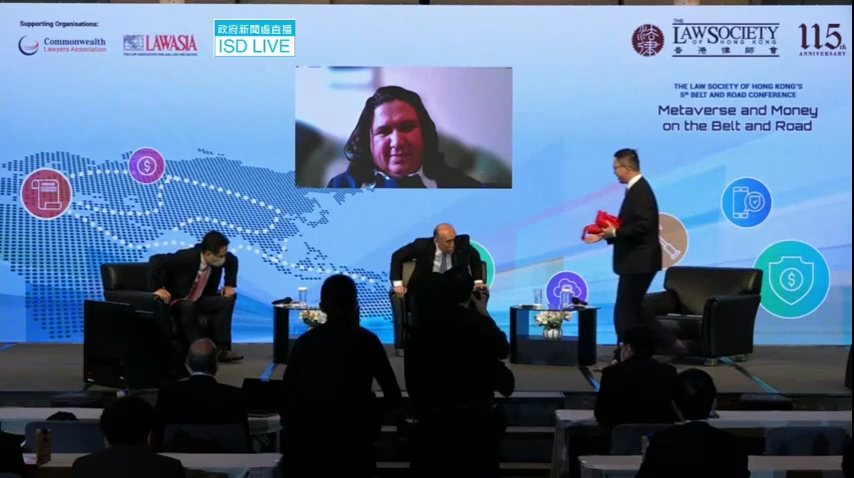 Supporting Organisations:
Commonwealth
Lawyers Association
LAWASIA
政府新聞處直播
ISD LIVE
THE
LAW SOCIETY
OF HONG KONG
香港律師會
115th
ANNIVERSARY
THE LAW SOCIETY OF HONG KONG'S
5th BELT AND ROAD CONFERENCE
Metaverse and Money
on the Belt and Road